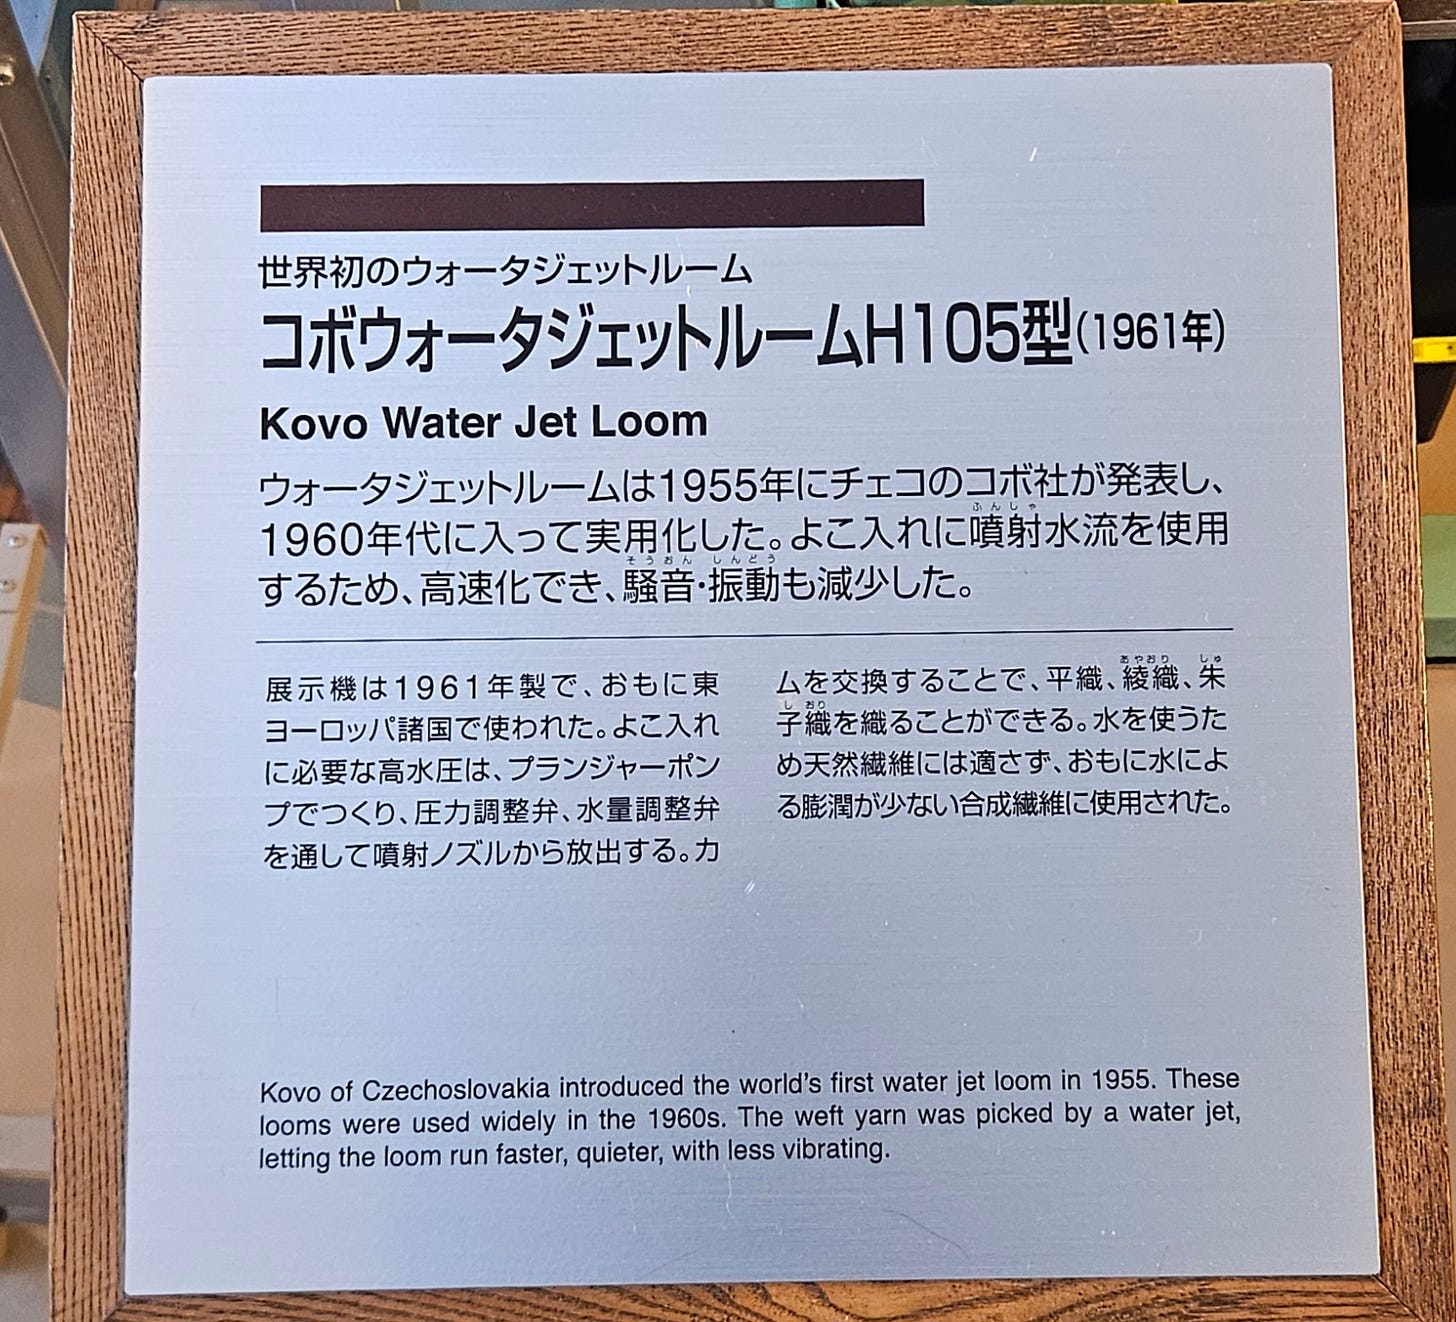 世界初のウォータジェットルーム
コボウォータジェットルームH105型(1961年)
Kovo Water Jet Loom
ウォータジェットルームは1955年にチェコのコボ社が発表し、
1960年代に入って実用化した。よこ入れに噴射水流を使用
するため、高速化でき、騒音・振動も減少した。
展示機は1961年製で、おもに東
ヨーロッパ諸国で使われた。よこ入れ
に必要な高水圧は、プランジャーポン
プでつくり、圧力調整弁、水量調整弁
を通して噴射ノズルから放出する。カ
ムを交換することで、平織、綾織、朱
子織を織ることができる。水を使うた
め天然繊維には適さず、おもに水によ
る膨潤が少ない合成繊維に使用された。
Kovo of Czechoslovakia introduced the world's first water jet loom in 1955. These
looms were used widely in the 1960s. The weft yarn was picked by a water jet,
letting the loom run faster, quieter, with less vibrating.